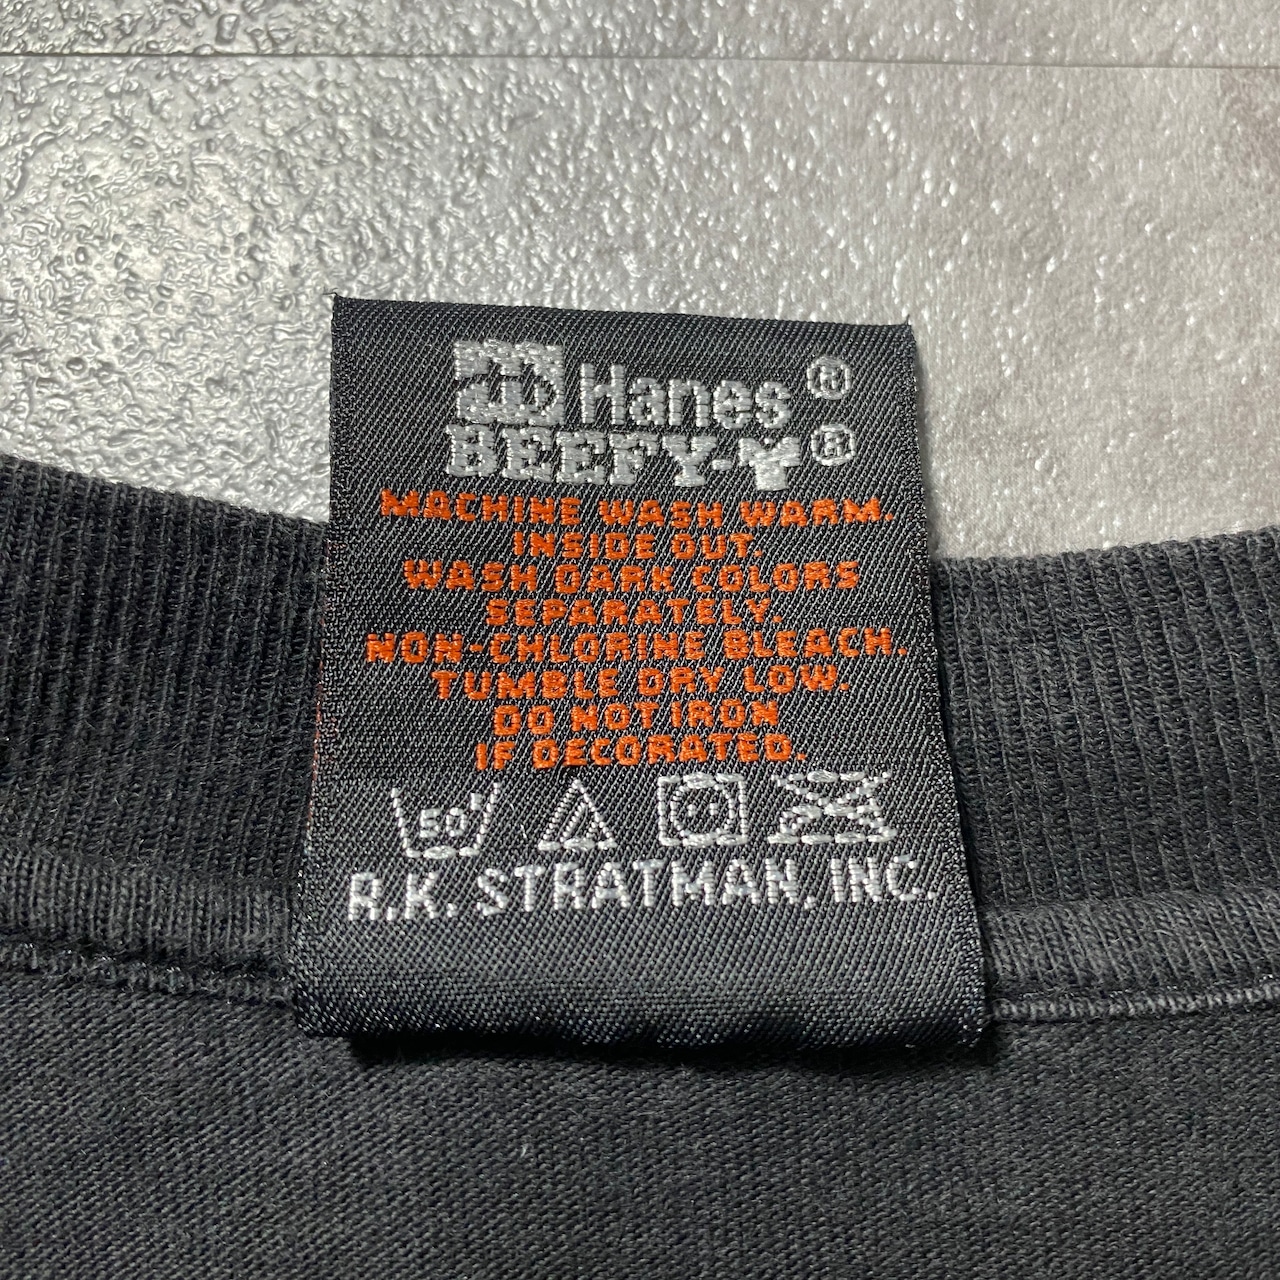 Hanes®
BEEFY-T®
MACHINE WASH WARM.
INSIDE OUT.
WASH DARK COLORS
SEPARATELY.
NON-CHLORINE BLEACH.
TUMBLE DRY LOW.
DO NOT IRON
IF DECORATED.
50
R.K. STRATMAN, INC.